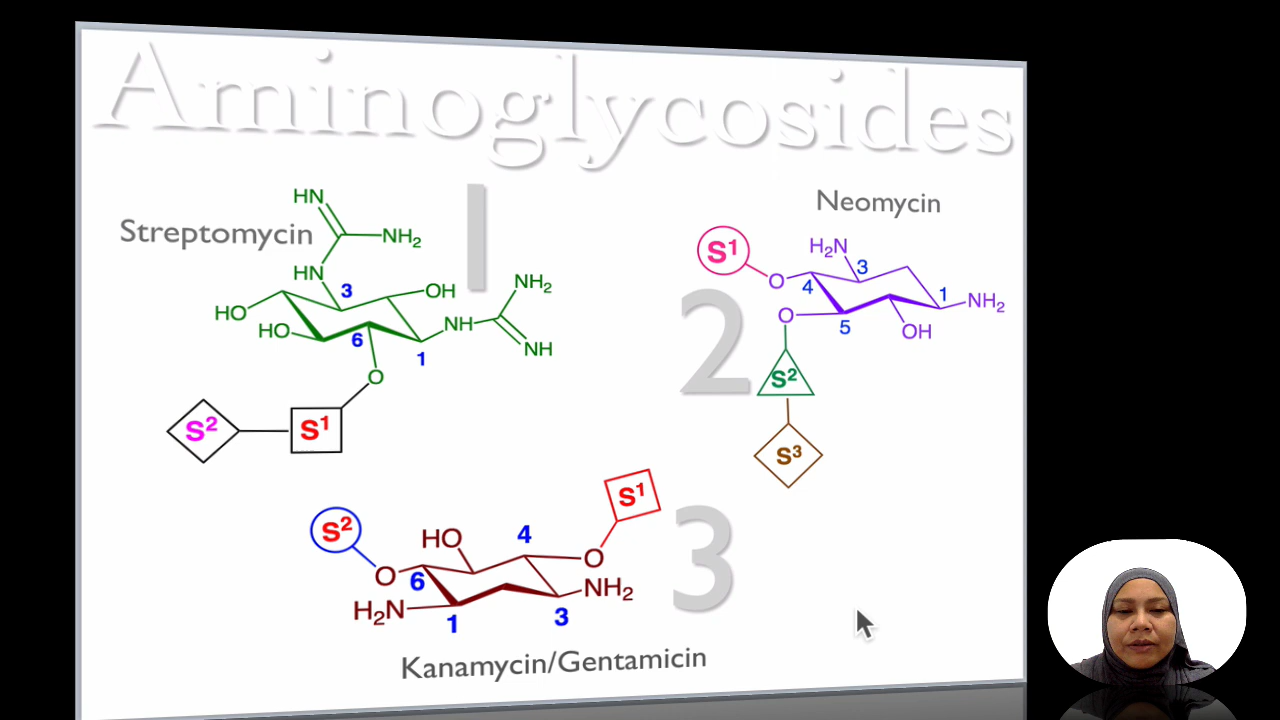 Aminoglycosides
Streptomycin
1
HN
NH₂
HN
3
OH
HO
HO
6
1
NH
NH₂
NH
O
S²
S¹
Neomycin
2
S¹
H₂N
3
O
4
1
NH₂
O
5
OH
S²
S³
3
S¹
S²
HO
4
O
O
6
NH₂
H₂N
1
3
Kanamycin/Gentamicin